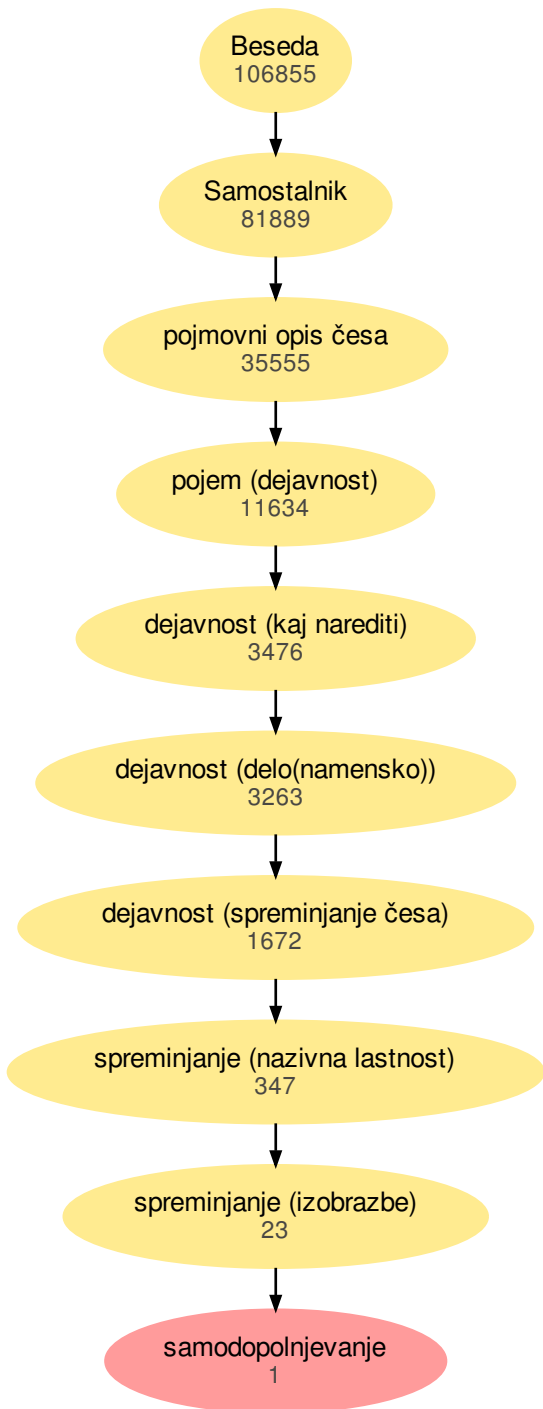 Beseda
106855
Samostalnik
81889
pojmovni opis česa
35555
pojem (dejavnost)
11634
dejavnost (kaj narediti)
3476
dejavnost (delo(namensko))
3263
dejavnost (spreminjanje česa)
1672
spreminjanje (nazivna lastnost)
347
spreminjanje (izobrazbe)
23
samodopolnjevanje
1